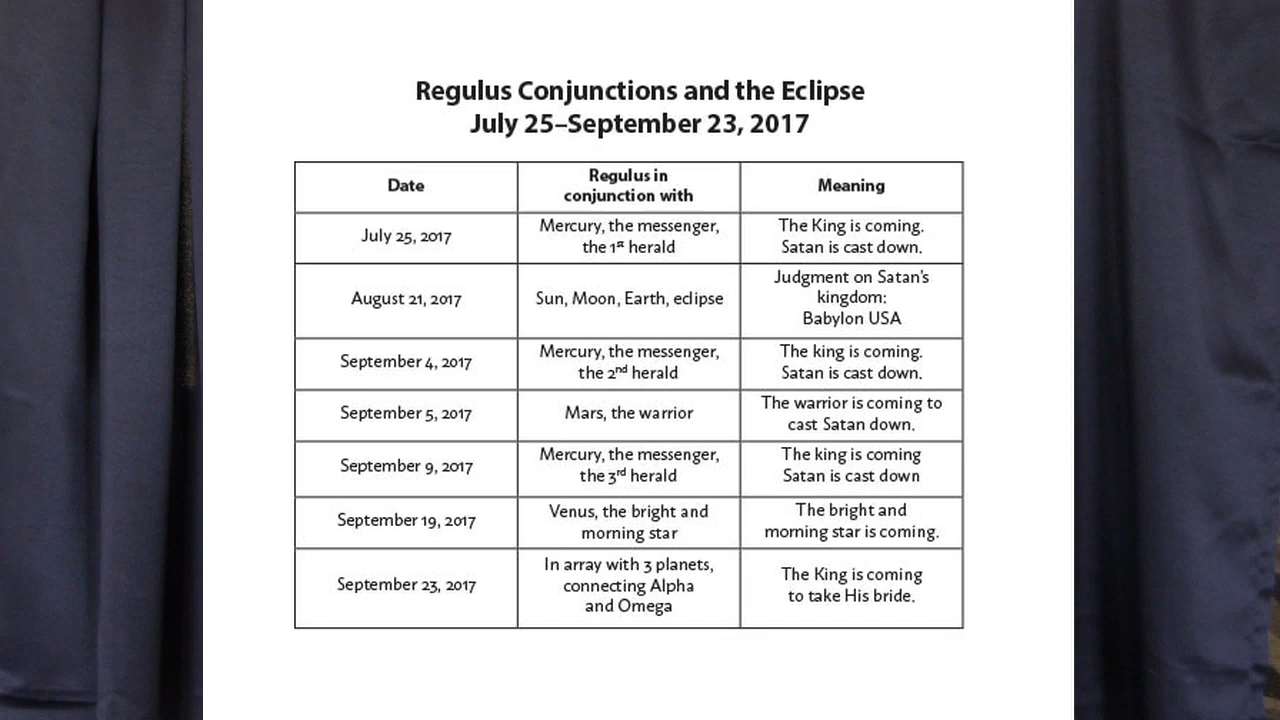 Regulus Conjunctions and the Eclipse
July 25–September 23, 2017
Date
Regulus in
conjunction with
Meaning
July 25, 2017
Mercury, the messenger,
the 1st herald
The King is coming.
Satan is cast down.
August 21, 2017
Sun, Moon, Earth, eclipse
Judgment on Satan's
kingdom:
Babylon USA
September 4, 2017
Mercury, the messenger,
the 2nd herald
The king is coming.
Satan is cast down.
September 5, 2017
Mars, the warrior
The warrior is coming to
cast Satan down.
September 9, 2017
Mercury, the messenger,
the 3rd herald
The king is coming
Satan is cast down
September 19, 2017
Venus, the bright and
morning star
The bright and
morning star is coming.
September 23, 2017
In array with 3 planets,
connecting Alpha
and Omega
The King is coming
to take His bride.